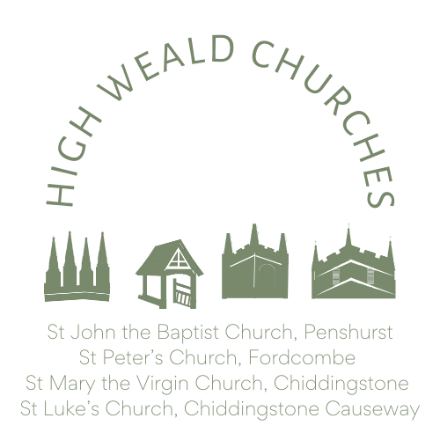 HIGH WEALD CHURCHES
St John the Baptist Church, Penshurst
St Peter's Church, Fordcombe
St Mary the Virgin Church, Chiddingstone
St Luke's Church, Chiddingstone Causeway